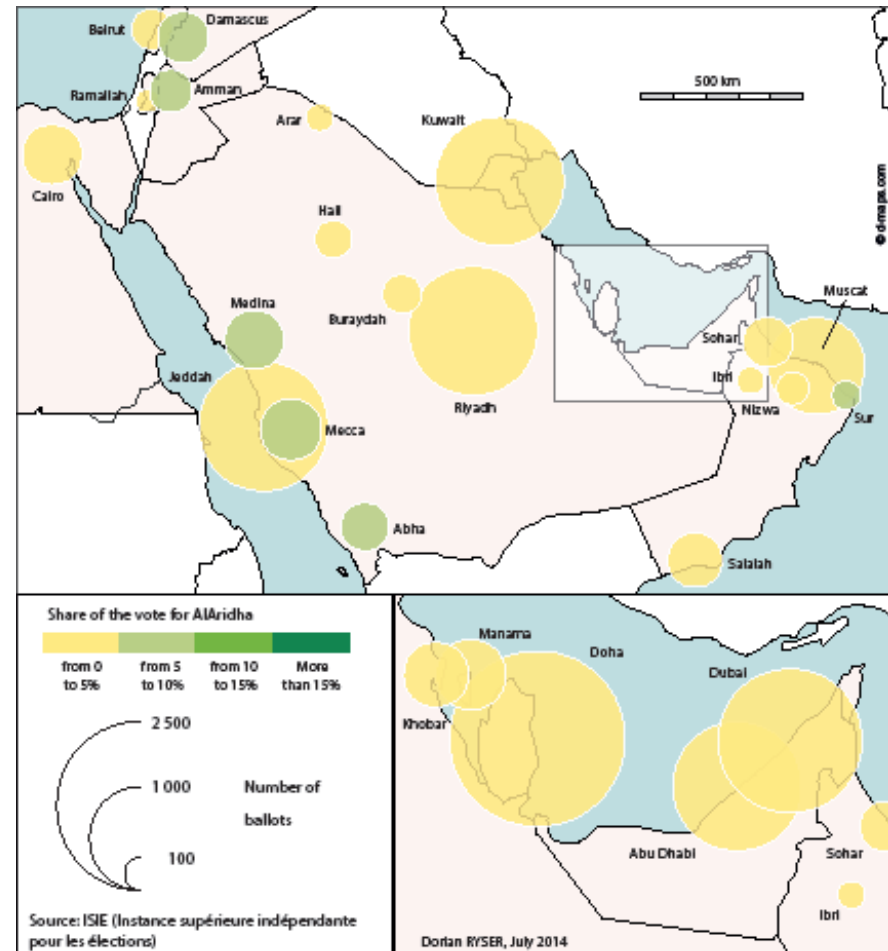 Damascus
Beirut
Ramallah
Amman
500 km
Arar
Kuwait
Cairo
© d-maps.com
Hail
Muscat
Medina
Buraydah
Sohar
Jeddah
Ibri
Riyadh
Nizwa
Mecca
Sur
Abha
Salalah
Share of the vote for AlAridha
from 0 to 5%
from 5 to 10%
from 10 to 15%
More than 15%
2 500
1 000
Number of
ballots
100
Source: ISIE (Instance supérieure indépendante
pour les élections)
Manama
Doha
Dubai
Khobar
Abu Dhabi
Sohar
Ibri
Dorian RYSER, July 2014